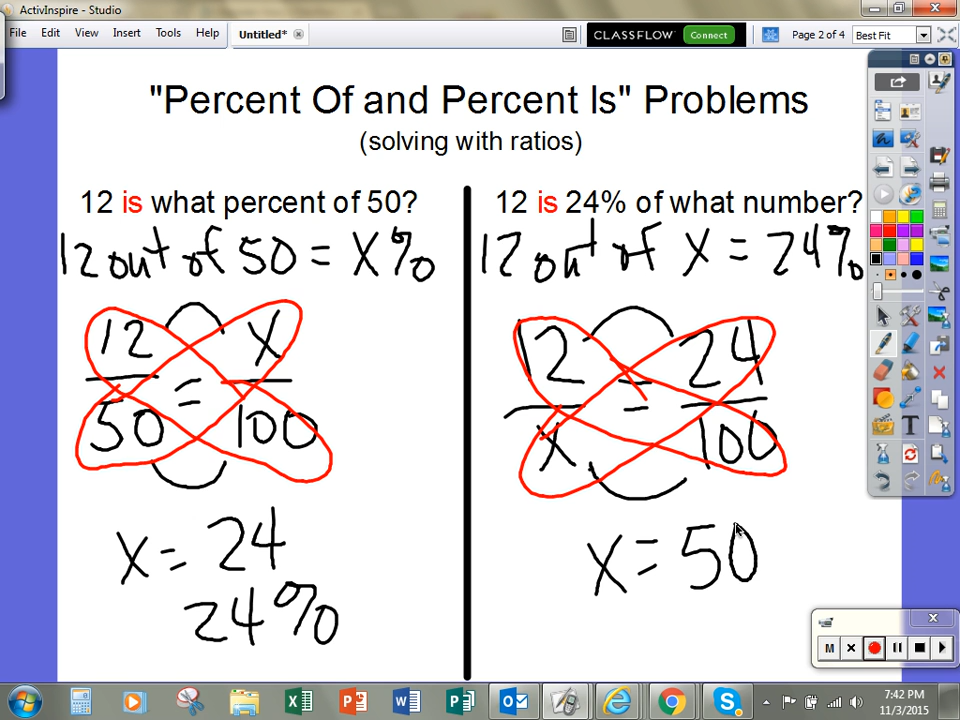 ActivInspire - Studio
File Edit View Insert Tools Help Untitled* CLASSFLOW Connect Page 2 of 4 Best Fit
"Percent Of and Percent Is" Problems
(solving with ratios)
12 is what percent of 50?
12 out of 50 = X%
12 X
=
50 100
x = 24
24%
12 is 24% of what number?
12 out of X = 24%
12 24
=
X 100
x = 50
M
7:42 PM
11/3/2015